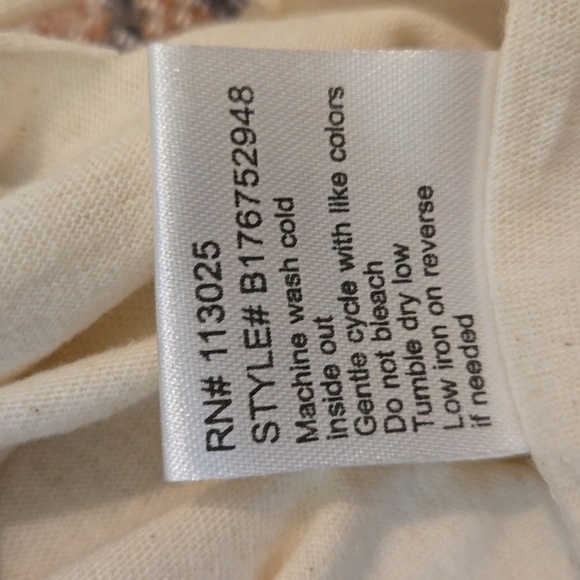 RN# 113025
STYLE# B176752948
Machine wash cold
inside out
Gentle cycle with like colors
Do not bleach
Tumble dry low
Low iron on reverse
if needed